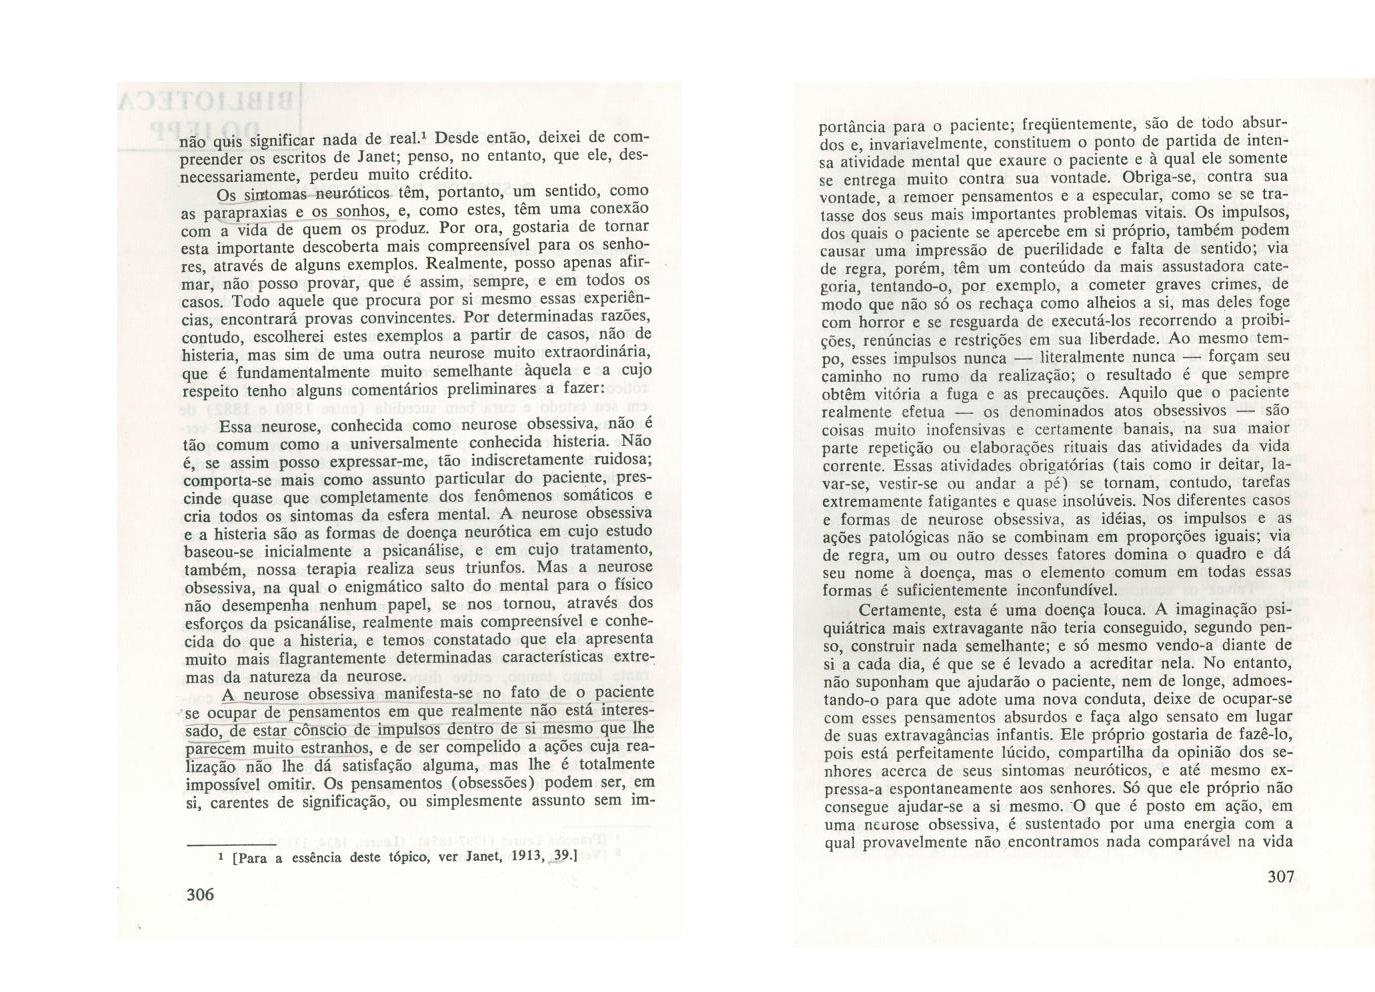 BIBLIOTECA
DO IEPP
não quis significar nada de real.¹ Desde então, deixei de com-
preender os escritos de Janet; penso, no entanto, que ele, des-
necessariamente, perdeu muito crédito.
Os sintomas neuróticos têm, portanto, um sentido, como
as parapraxias e os sonhos, e, como estes, têm uma conexão
com a vida de quem os produz. Por ora, gostaria de tornar
esta importante descoberta mais compreensível para os senho-
res, através de alguns exemplos. Realmente, posso apenas afir-
mar, não posso provar, que é assim, sempre, e em todos os
casos. Todo aquele que procura por si mesmo essas experiên-
cias, encontrará provas convincentes. Por determinadas razões,
contudo, escolherei estes exemplos a partir de casos, não de
histeria, mas sim de uma outra neurose muito extraordinária,
que é fundamentalmente muito semelhante àquela e a cujo
respeito tenho alguns comentários preliminares a fazer:
Essa neurose, conhecida como neurose obsessiva, não é
tão comum como a universalmente conhecida histeria. Não
é, se assim posso expressar-me, tão indiscretamente ruidosa;
comporta-se mais como assunto particular do paciente, pres-
cinde quase que completamente dos fenômenos somáticos e
cria todos os sintomas da esfera mental. A neurose obsessiva
e a histeria são as formas de doença neurótica em cujo estudo
baseou-se inicialmente a psicanálise, e em cujo tratamento,
também, nossa terapia realiza seus triunfos. Mas a neurose
obsessiva, na qual o enigmático salto do mental para o físico
não desempenha nenhum papel, se nos tornou, através dos
esforços da psicanálise, realmente mais compreensível e conhe-
cida do que a histeria, e temos constatado que ela apresenta
muito mais flagrantemente determinadas características extre-
mas da natureza da neurose.
A neurose obsessiva manifesta-se no fato de o paciente
se ocupar de pensamentos em que realmente não está interes-
sado, de estar cônscio de impulsos dentro de si mesmo que lhe
parecem muito estranhos, e de ser compelido a ações cuja rea-
lização não lhe dá satisfação alguma, mas lhe é totalmente
impossível omitir. Os pensamentos (obsessões) podem ser, em
si, carentes de significação, ou simplesmente assunto sem im-
¹ [Para a essência deste tópico, ver Janet, 1913, 39.]
306
portância para o paciente; freqüentemente, são de todo absur-
dos e, invariavelmente, constituem o ponto de partida de inten-
sa atividade mental que exaure o paciente e à qual ele somente
se entrega muito contra sua vontade. Obriga-se, contra sua
vontade, a remoer pensamentos e a especular, como se se tra-
tasse dos seus mais importantes problemas vitais. Os impulsos,
dos quais o paciente se apercebe em si próprio, também podem
causar uma impressão de puerilidade e falta de sentido; via
de regra, porém, têm um conteúdo da mais assustadora cate-
goria, tentando-o, por exemplo, a cometer graves crimes, de
modo que não só os rechaça como alheios a si, mas deles foge
com horror e se resguarda de executá-los recorrendo a proibi-
ções, renúncias e restrições em sua liberdade. Ao mesmo tem-
po, esses impulsos nunca — literalmente nunca — forçam seu
caminho no rumo da realização; o resultado é que sempre
obtêm vitória a fuga e as precauções. Aquilo que o paciente
realmente efetua — os denominados atos obsessivos — são
coisas muito inofensivas e certamente banais, na sua maior
parte repetição ou elaborações rituais das atividades da vida
corrente. Essas atividades obrigatórias (tais como ir deitar, la-
var-se, vestir-se ou andar a pé) se tornam, contudo, tarefas
extremamente fatigantes e quase insolúveis. Nos diferentes casos
e formas de neurose obsessiva, as idéias, os impulsos e as
ações patológicas não se combinam em proporções iguais; via
de regra, um ou outro desses fatores domina o quadro e dá
seu nome à doença, mas o elemento comum em todas essas
formas é suficientemente inconfundível.
Certamente, esta é uma doença louca. A imaginação psi-
quiátrica mais extravagante não teria conseguido, segundo pen-
so, construir nada semelhante; e só mesmo vendo-a diante de
si a cada dia, é que se é levado a acreditar nela. No entanto,
não suponham que ajudarão o paciente, nem de longe, admoes-
tando-o para que adote uma nova conduta, deixe de ocupar-se
com esses pensamentos absurdos e faça algo sensato em lugar
de suas extravagâncias infantis. Ele próprio gostaria de fazê-lo,
pois está perfeitamente lúcido, compartilha da opinião dos se-
nhores acerca de seus sintomas neuróticos, e até mesmo ex-
pressa-a espontaneamente aos senhores. Só que ele próprio não
consegue ajudar-se a si mesmo. O que é posto em ação, em
uma neurose obsessiva, é sustentado por uma energia com a
qual provavelmente não encontramos nada comparável na vida
307